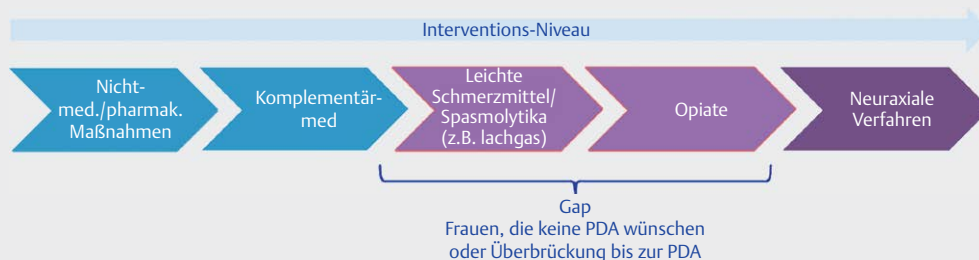 Interventions-Niveau
Nicht-
med./pharmak.
Maßnahmen
Komplementär-
med
Leichte
Schmerzmittel/
Spasmolytika
(z.B. lachgas)
Opiate
Neuraxiale
Verfahren
Gap
Frauen, die keine PDA wünschen
oder Überbrückung bis zur PDA